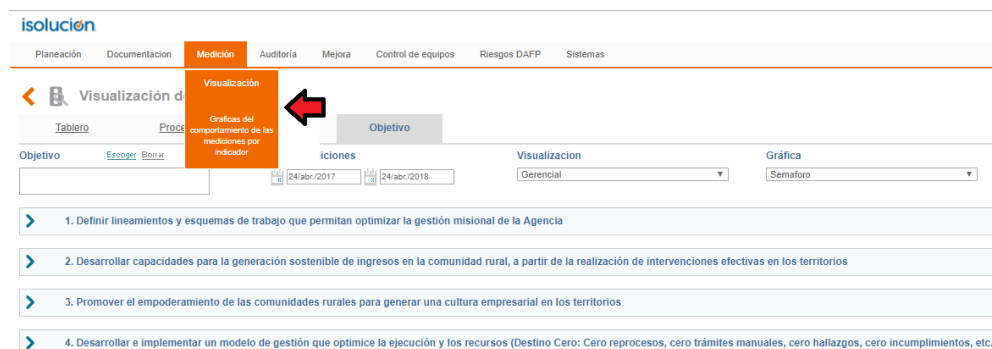 isolución
Planeación Documentacion Medición Auditoría Mejora Control de equipos Riesgos DAFP Sistemas
Visualización
Visualización d
Graficas del
comportamiento de las
mediciones por
indicador
Tablero Proce Objetivo
Objetivo Escoger Borrar iciones Visualizacion Gráfica
24/abr./2017 24/abr./2018 Gerencial Semaforo
1. Definir lineamientos y esquemas de trabajo que permitan optimizar la gestión misional de la Agencia
2. Desarrollar capacidades para la generación sostenible de ingresos en la comunidad rural, a partir de la realización de intervenciones efectivas en los territorios
3. Promover el empoderamiento de las comunidades rurales para generar una cultura empresarial en los territorios
4. Desarrollar e implementar un modelo de gestión que optimice la ejecución y los recursos (Destino Cero: Cero reprocesos, cero trámites manuales, cero hallazgos, cero incumplimientos, etc.